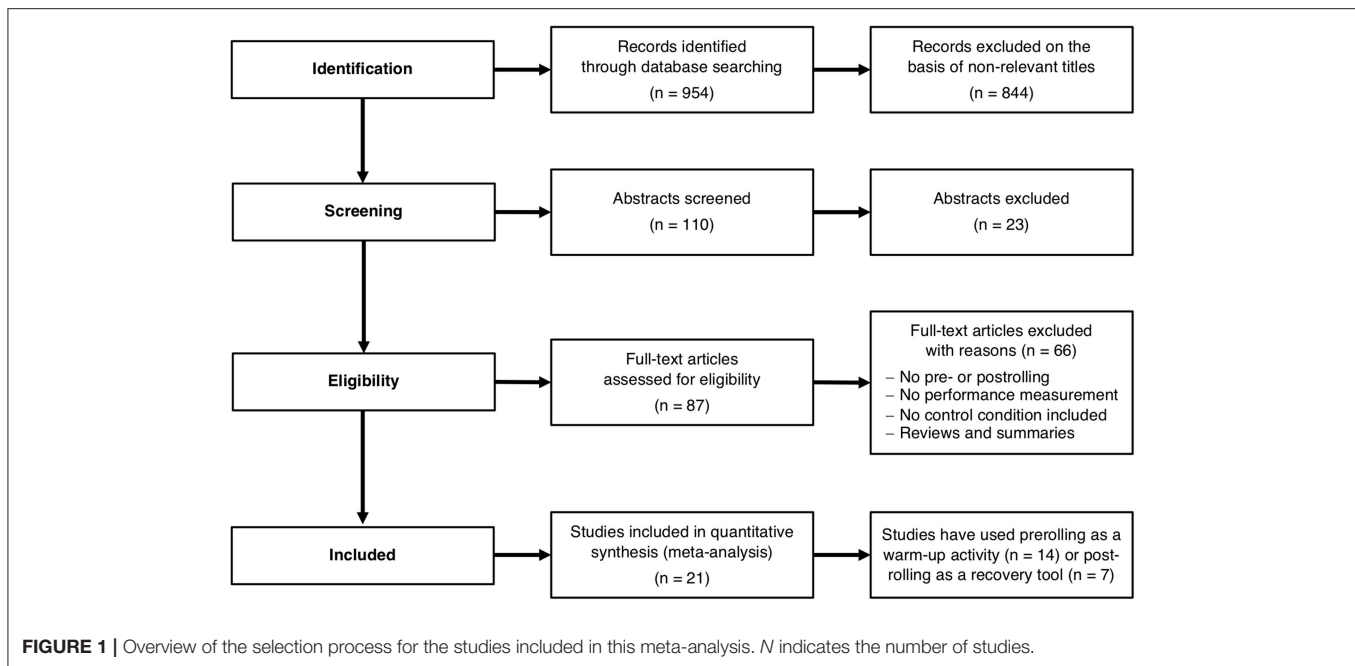 Identification
Records identified
through database searching
(n = 954)
Records excluded on the
basis of non-relevant titles
(n = 844)
Screening
Abstracts screened
(n = 110)
Abstracts excluded
(n = 23)
Eligibility
Full-text articles
assessed for eligibility
(n = 87)
Full-text articles excluded
with reasons (n = 66)
– No pre- or postrolling
– No performance measurement
– No control condition included
– Reviews and summaries
Included
Studies included in quantitative
synthesis (meta-analysis)
(n = 21)
Studies have used prerolling as a
warm-up activity (n = 14) or post-
rolling as a recovery tool (n = 7)
FIGURE 1 | Overview of the selection process for the studies included in this meta-analysis. N indicates the number of studies.